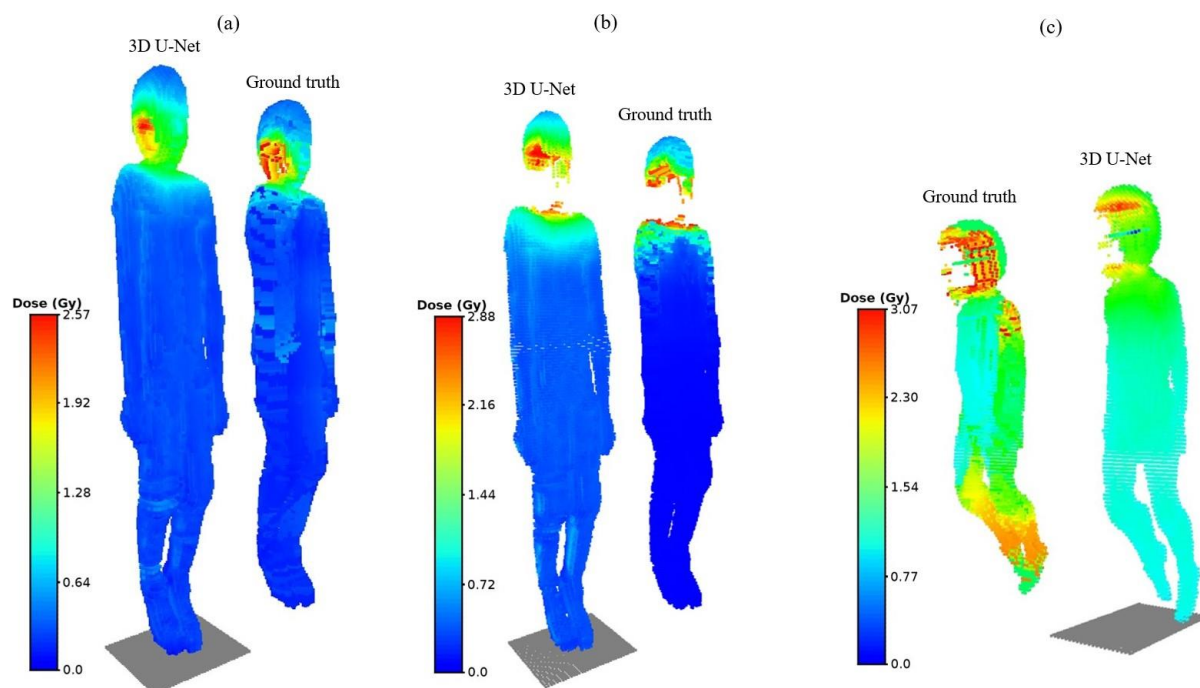 (a)
3D U-Net
Ground truth
Dose (Gy)
2.57
1.92
1.28
0.64
0.0
(b)
3D U-Net
Ground truth
Dose (Gy)
2.88
2.16
1.44
0.72
0.0
(c)
3D U-Net
Ground truth
Dose (Gy)
3.07
2.30
1.54
0.77
0.0